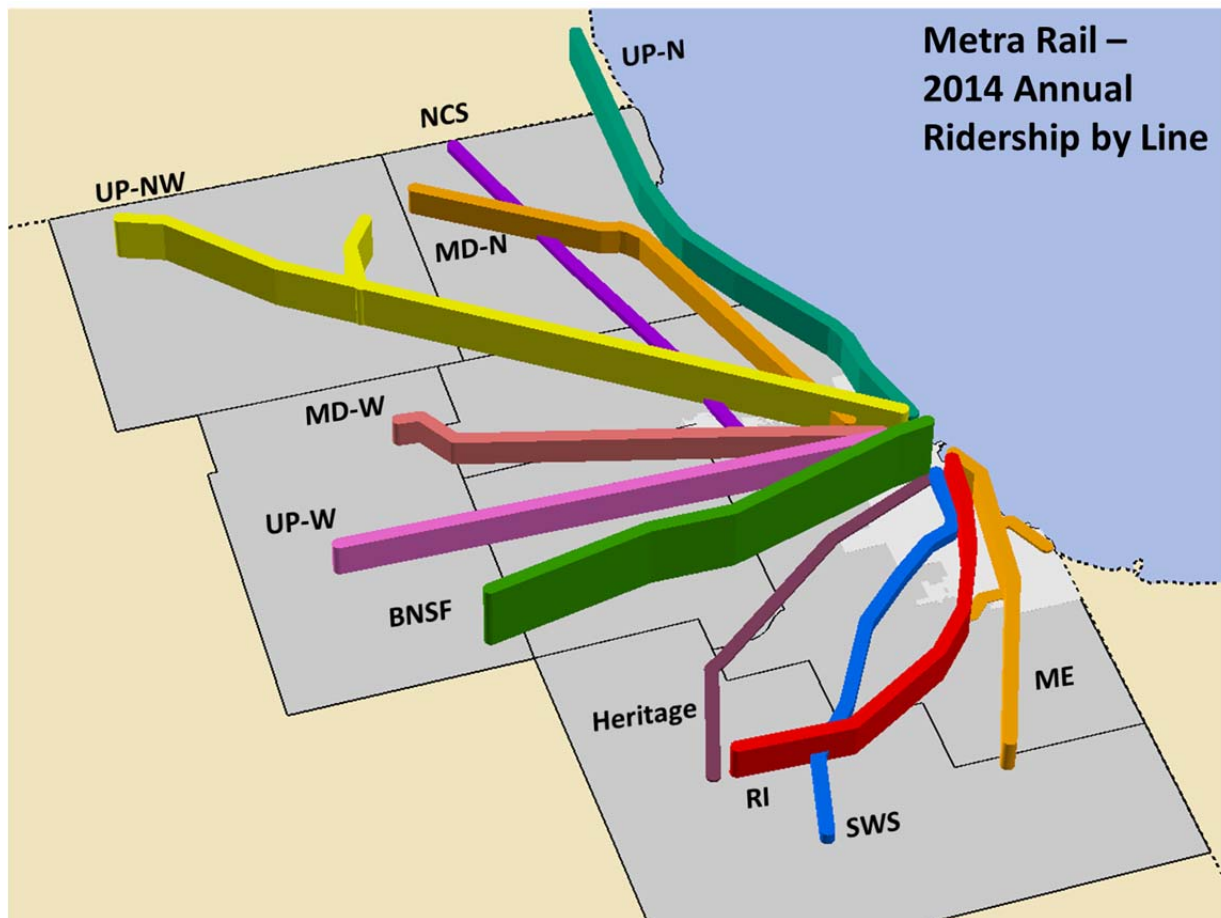 Metra Rail –
2014 Annual
Ridership by Line
UP-N
NCS
UP-NW
MD-N
MD-W
UP-W
BNSF
Heritage
ME
RI
SWS